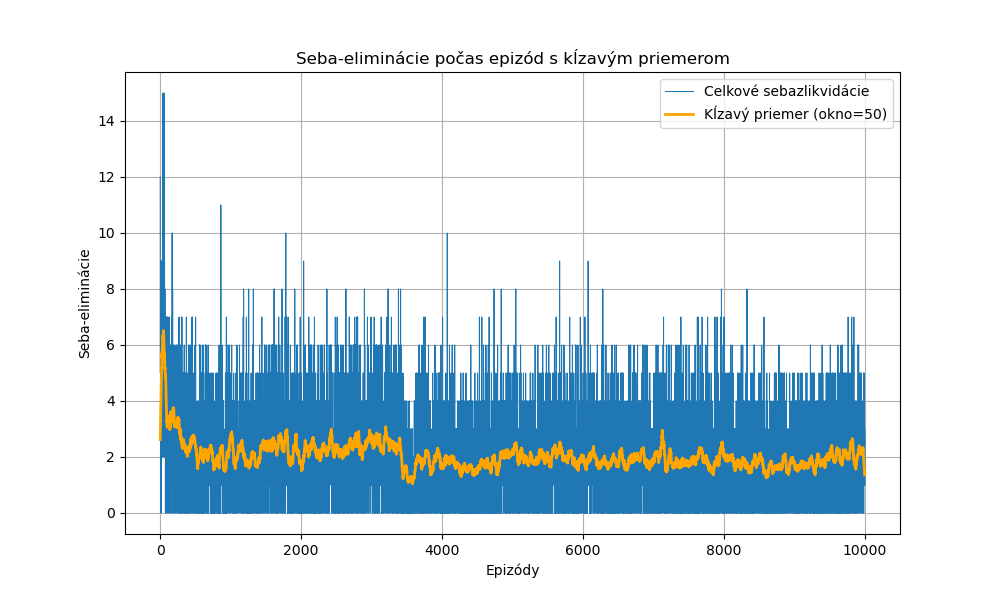 Seba-eliminácie počas epizód s kĺzavým priemerom
Celkové sebazlikvidácie
Kĺzavý priemer (okno=50)
Seba-eliminácie
14
12
10
8
6
4
2
0
0 2000 4000 6000 8000 10000
Epizódy